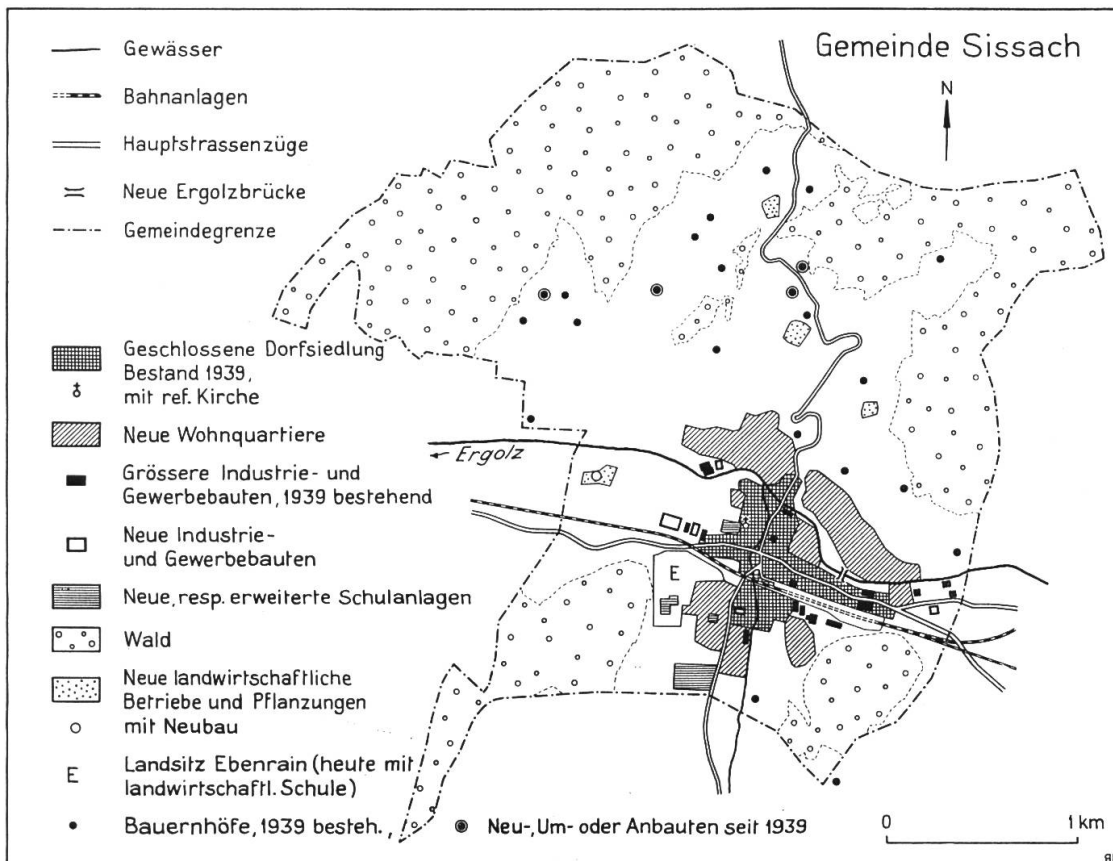 Gemeinde Sissach
N
Gewässer
Bahnanlagen
Hauptstrassenzüge
Neue Ergolzbrücke
Gemeindegrenze
Geschlossene Dorfsiedlung
Bestand 1939,
mit ref. Kirche
Neue Wohnquartiere
Grössere Industrie- und
Gewerbebauten, 1939 bestehend
Neue Industrie-
und Gewerbebauten
Neue, resp. erweiterte Schulanlagen
Wald
Neue landwirtschaftliche
Betriebe und Pflanzungen
mit Neubau
E
Landsitz Ebenrain (heute mit
landwirtschaftl. Schule)
Bauernhöfe, 1939 besteh.
Neu-, Um- oder Anbauten seit 1939
← Ergolz
E
0 1 km